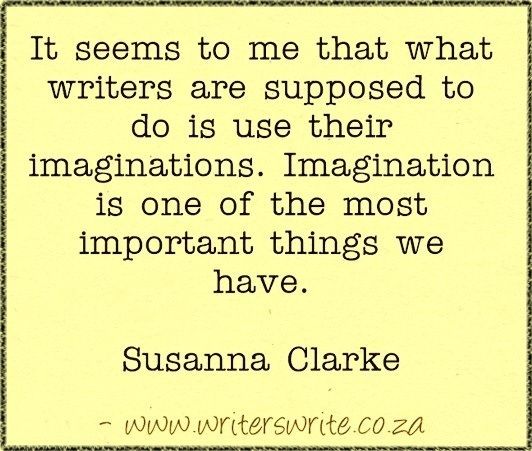 It seems to me that what
writers are supposed to
do is use their
imaginations. Imagination
is one of the most
important things we
have.
Susanna Clarke
- www.writerswrite.co.za